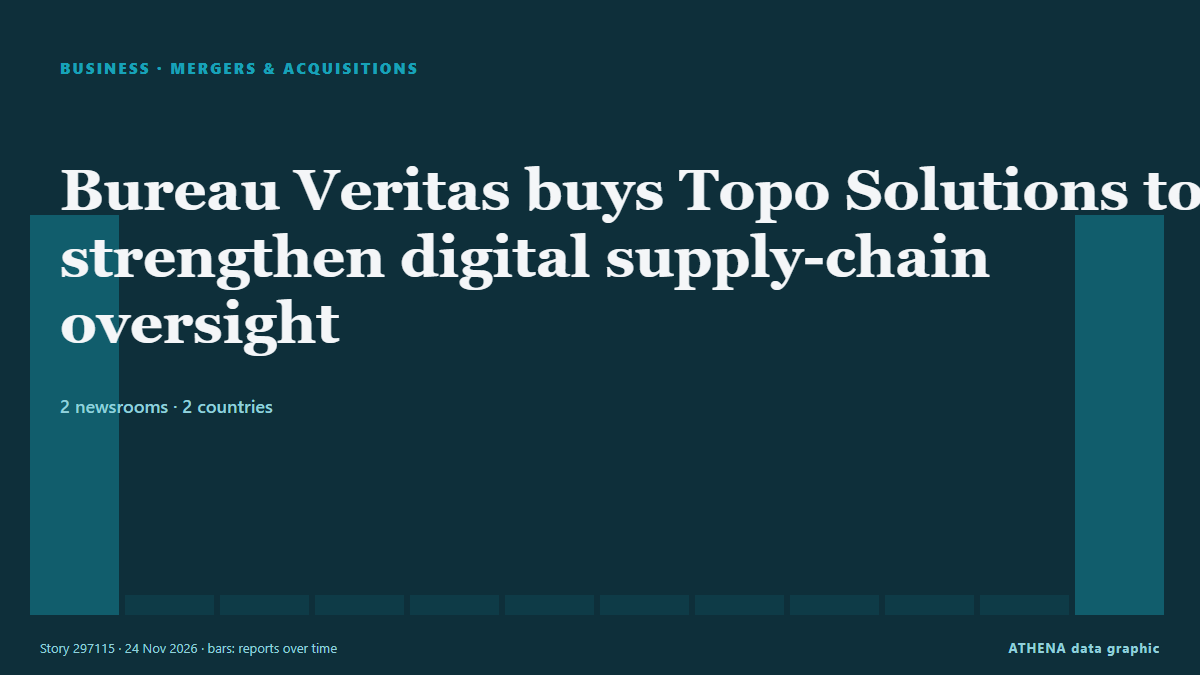 BUSINESS · MERGERS & ACQUISITIONS
Bureau Veritas buys Topo Solutions to
strengthen digital supply-chain
oversight
2 newsrooms · 2 countries
Story 297115 · 24 Nov 2026 · bars: reports over time
ATHENA data graphic